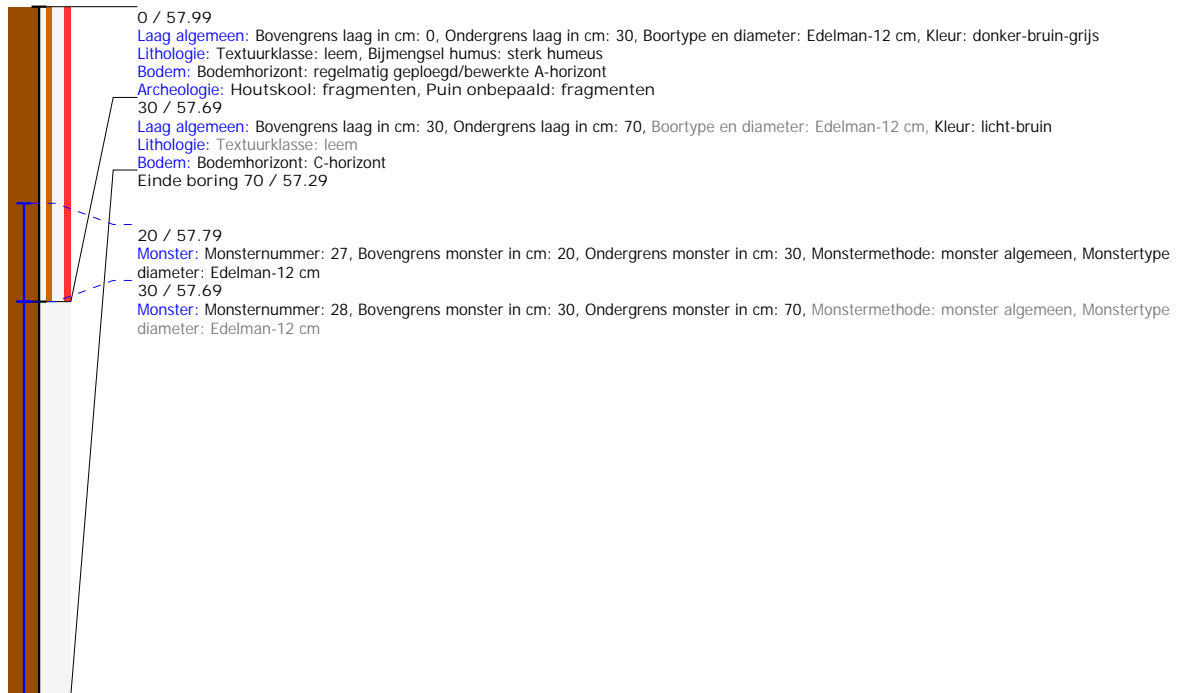 0 / 57.99
Laag algemeen: Bovengrens laag in cm: 0, Ondergrens laag in cm: 30, Boortype en diameter: Edelman-12 cm, Kleur: donker-bruin-grijs
Lithologie: Textuurklasse: leem, Bijmengsel humus: sterk humeus
Bodem: Bodemhorizont: regelmatig geploegd/bewerkte A-horizont
Archeologie: Houtskool: fragmenten, Puin onbepaald: fragmenten
30 / 57.69
Laag algemeen: Bovengrens laag in cm: 30, Ondergrens laag in cm: 70, Boortype en diameter: Edelman-12 cm, Kleur: licht-bruin
Lithologie: Textuurklasse: leem
Bodem: Bodemhorizont: C-horizont
Einde boring 70 / 57.29
20 / 57.79
Monster: Monsternummer: 27, Bovengrens monster in cm: 20, Ondergrens monster in cm: 30, Monstermethode: monster algemeen, Monstertype
diameter: Edelman-12 cm
30 / 57.69
Monster: Monsternummer: 28, Bovengrens monster in cm: 30, Ondergrens monster in cm: 70, Monstermethode: monster algemeen, Monstertype
diameter: Edelman-12 cm